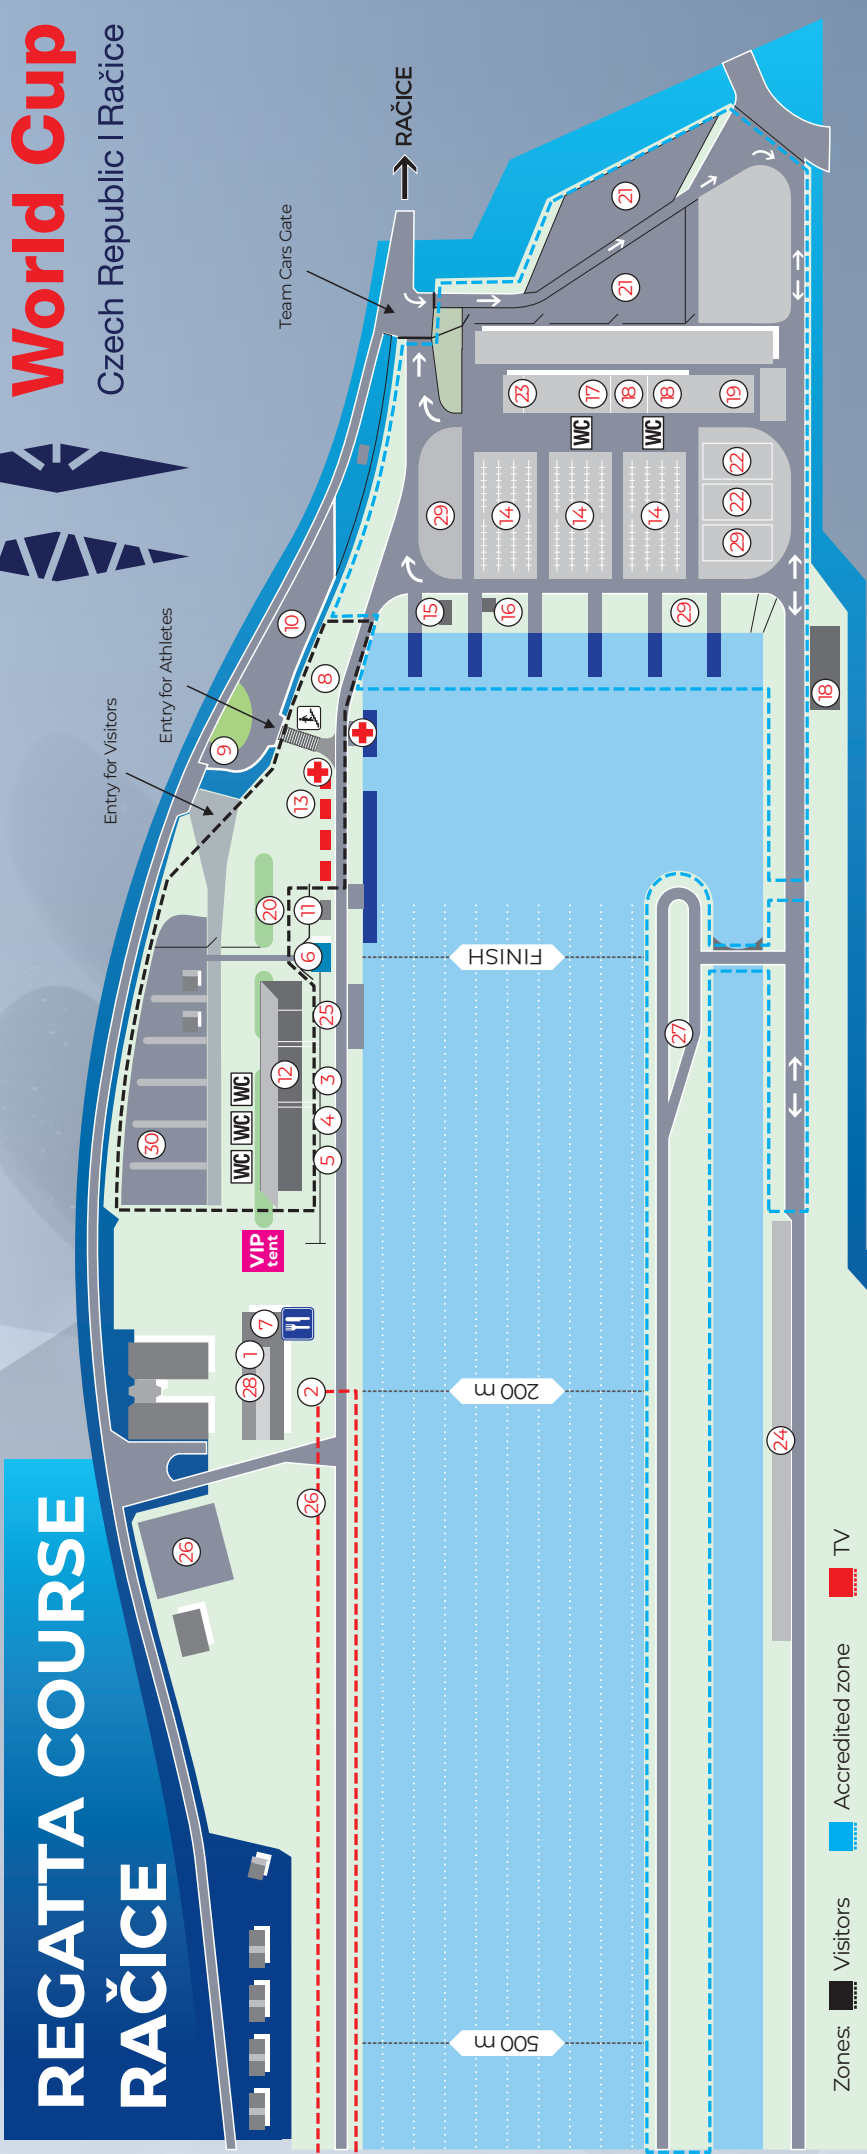 REGATTA COURSE
RAČICE
World Cup
Czech Republic | Račice
Entry for Visitors
Entry for Athletes
Team Cars Gate
RAČICE
9
10
30
20
13
8
WC
WC
WC
12
6
11
VIP
tent
28
1
7
26
26
2
5
4
3
25
29
15
14
23
16
14
WC
17
21
21
18
14
WC
18
29
29
22
22
19
18
500 m
200 m
FINISH
27
24
Zones:
Visitors
Accredited zone
TV